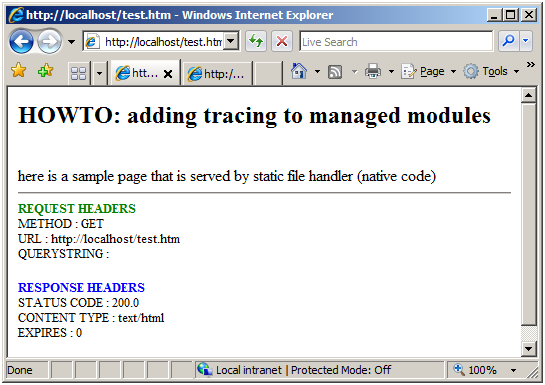 http://localhost/test.htm - Windows Internet Explorer
http://localhost/test.htm
Live Search
htt...
http:/...
Page
Tools
»
HOWTO: adding tracing to managed modules
here is a sample page that is served by static file handler (native code)
REQUEST HEADERS
METHOD : GET
URL : http://localhost/test.htm
QUERYSTRING :
RESPONSE HEADERS
STATUS CODE : 200.0
CONTENT TYPE : text/html
EXPIRES : 0
Done
Local intranet | Protected Mode: Off
100%